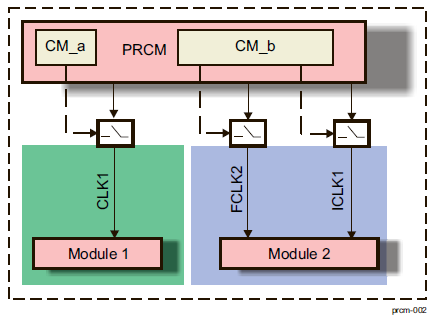 CM_a
PRCM
CM_b
CLK1
FCLK2
ICLK1
Module 1
Module 2
prcm-002